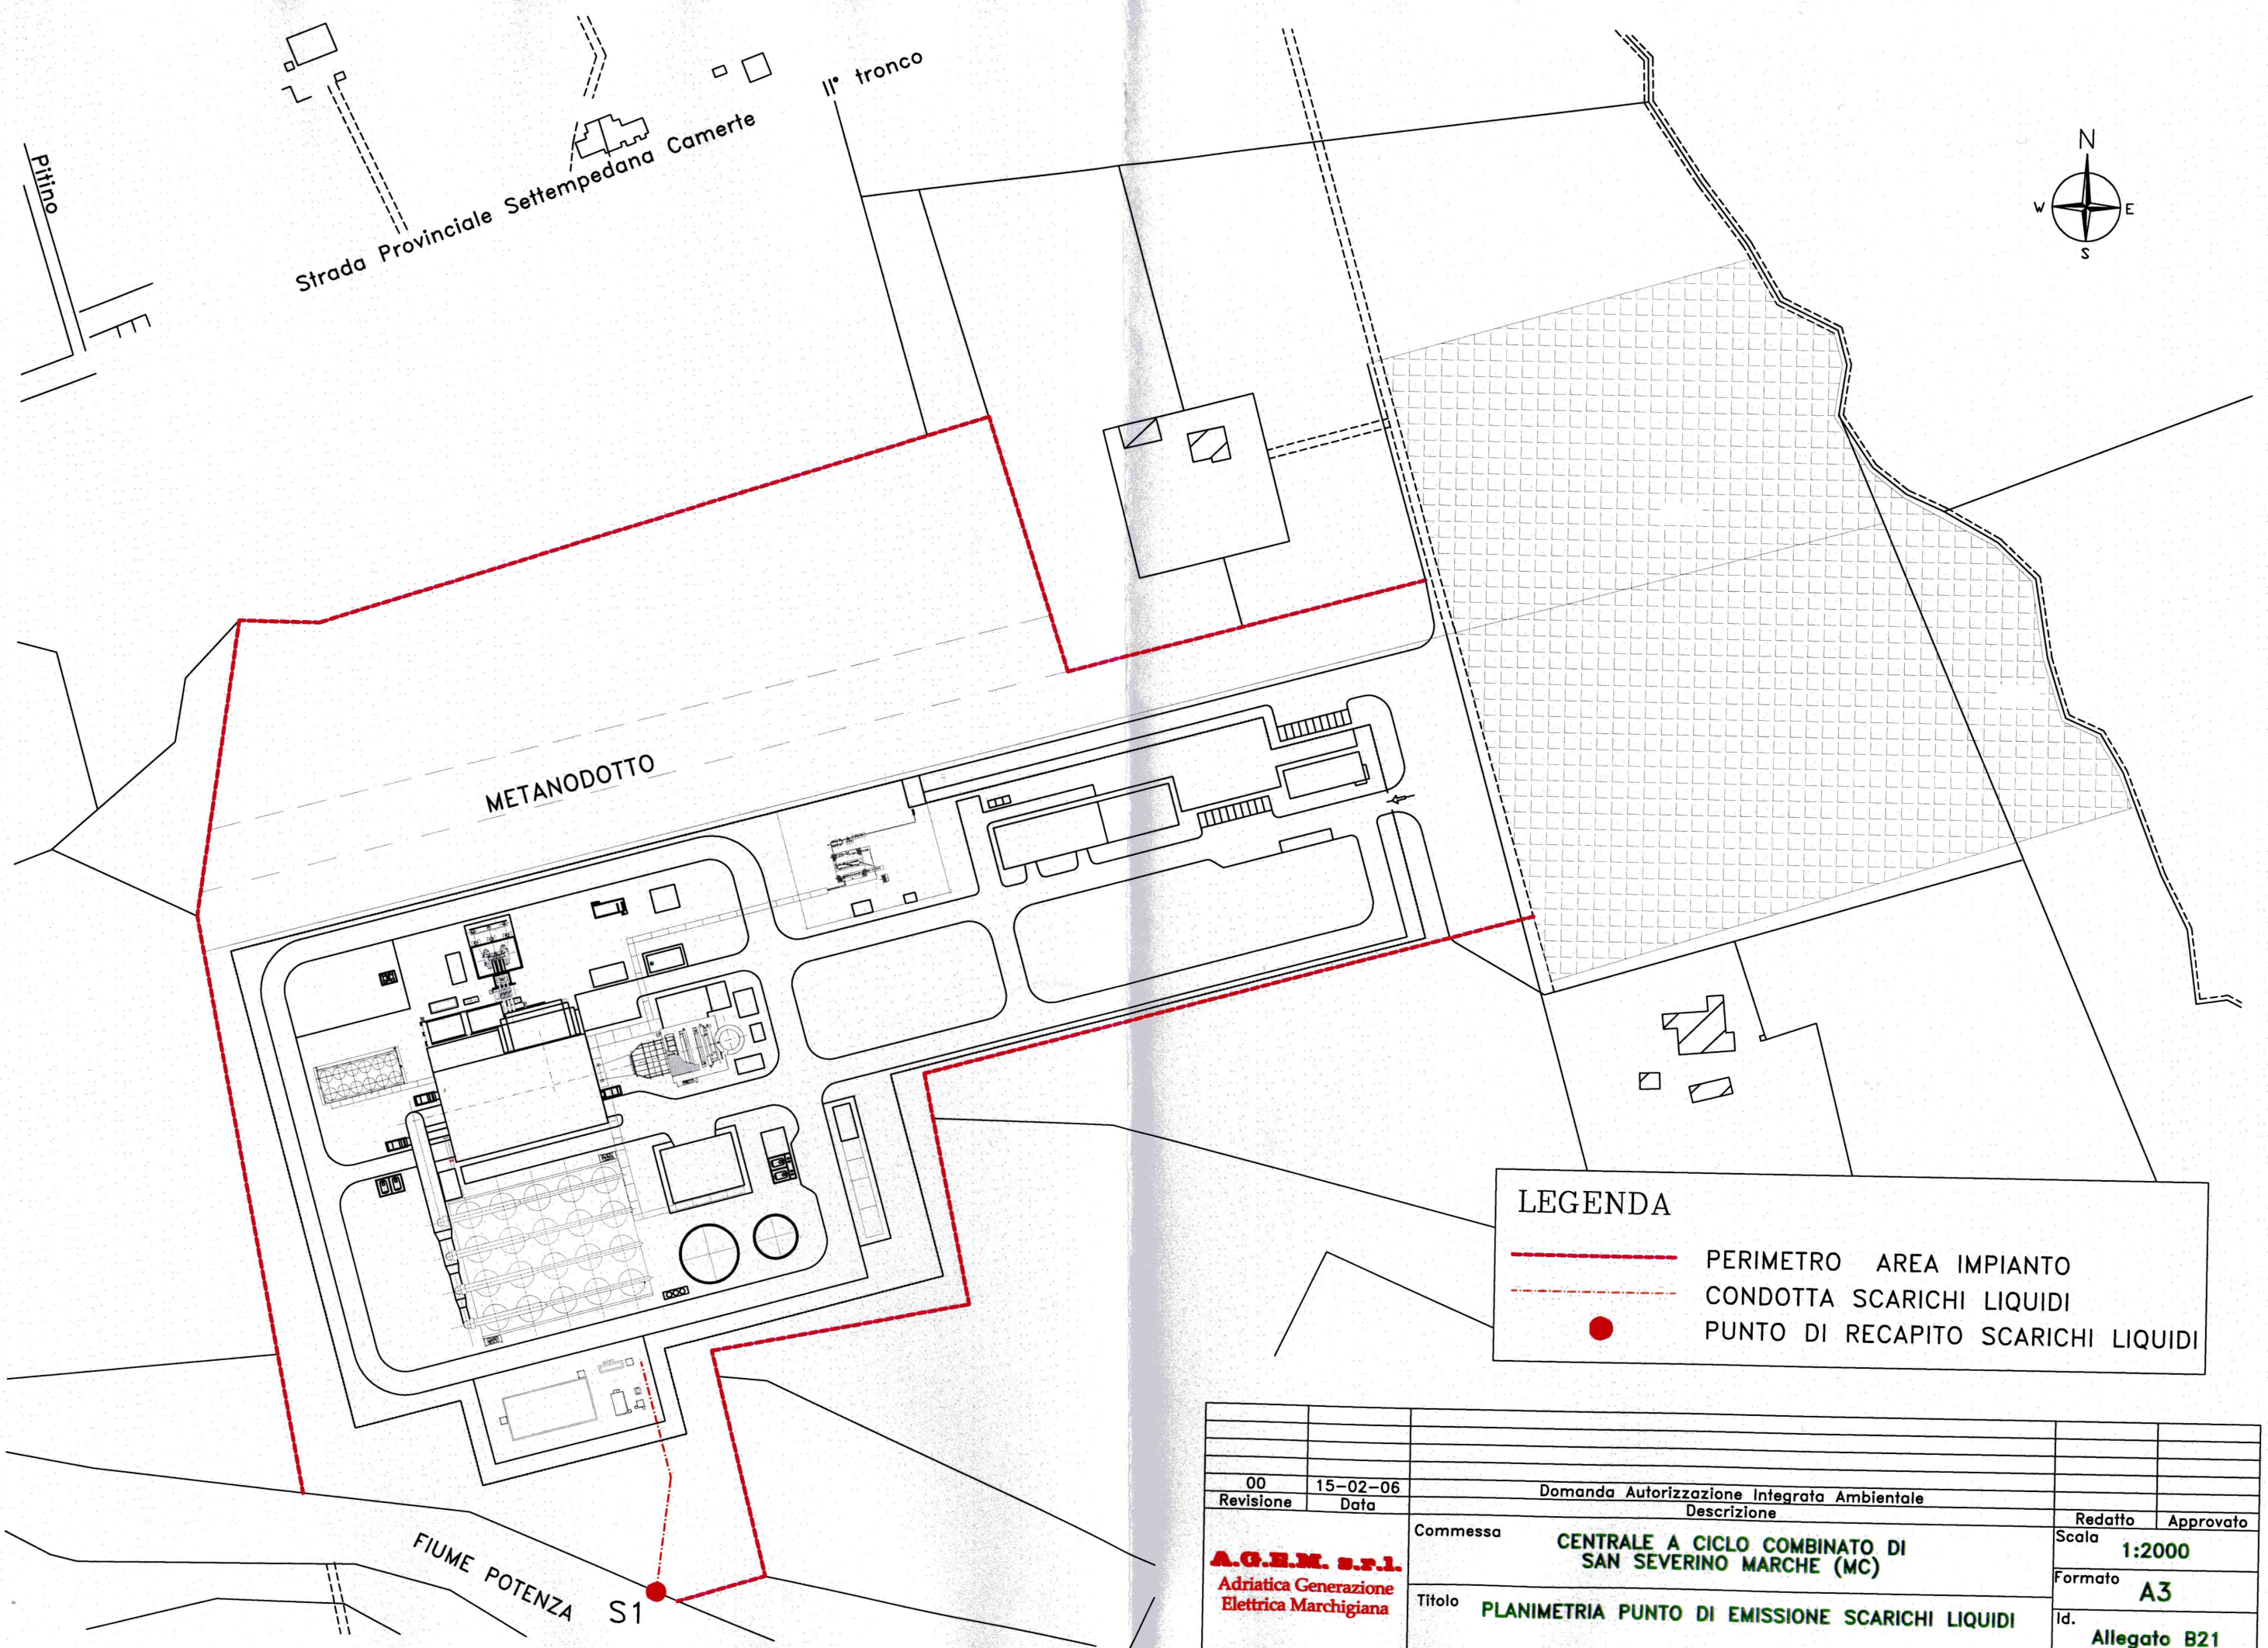 Pitino
Strada Provinciale Settempedana Camerte
II° tronco
N
W
E
S
METANODOTTO
FIUME POTENZA
S1
LEGENDA
PERIMETRO AREA IMPIANTO
CONDOTTA SCARICHI LIQUIDI
PUNTO DI RECAPITO SCARICHI LIQUIDI
00
15-02-06
Domanda Autorizzazione Integrata Ambientale
Revisione
Data
Descrizione
Redatto
Approvato
A.G.E.M. s.r.l.
Adriatica Generazione
Elettrica Marchigiana
Commessa
CENTRALE A CICLO COMBINATO DI
SAN SEVERINO MARCHE (MC)
Titolo
PLANIMETRIA PUNTO DI EMISSIONE SCARICHI LIQUIDI
Scala
1:2000
Formato
A3
Id.
Allegato B21